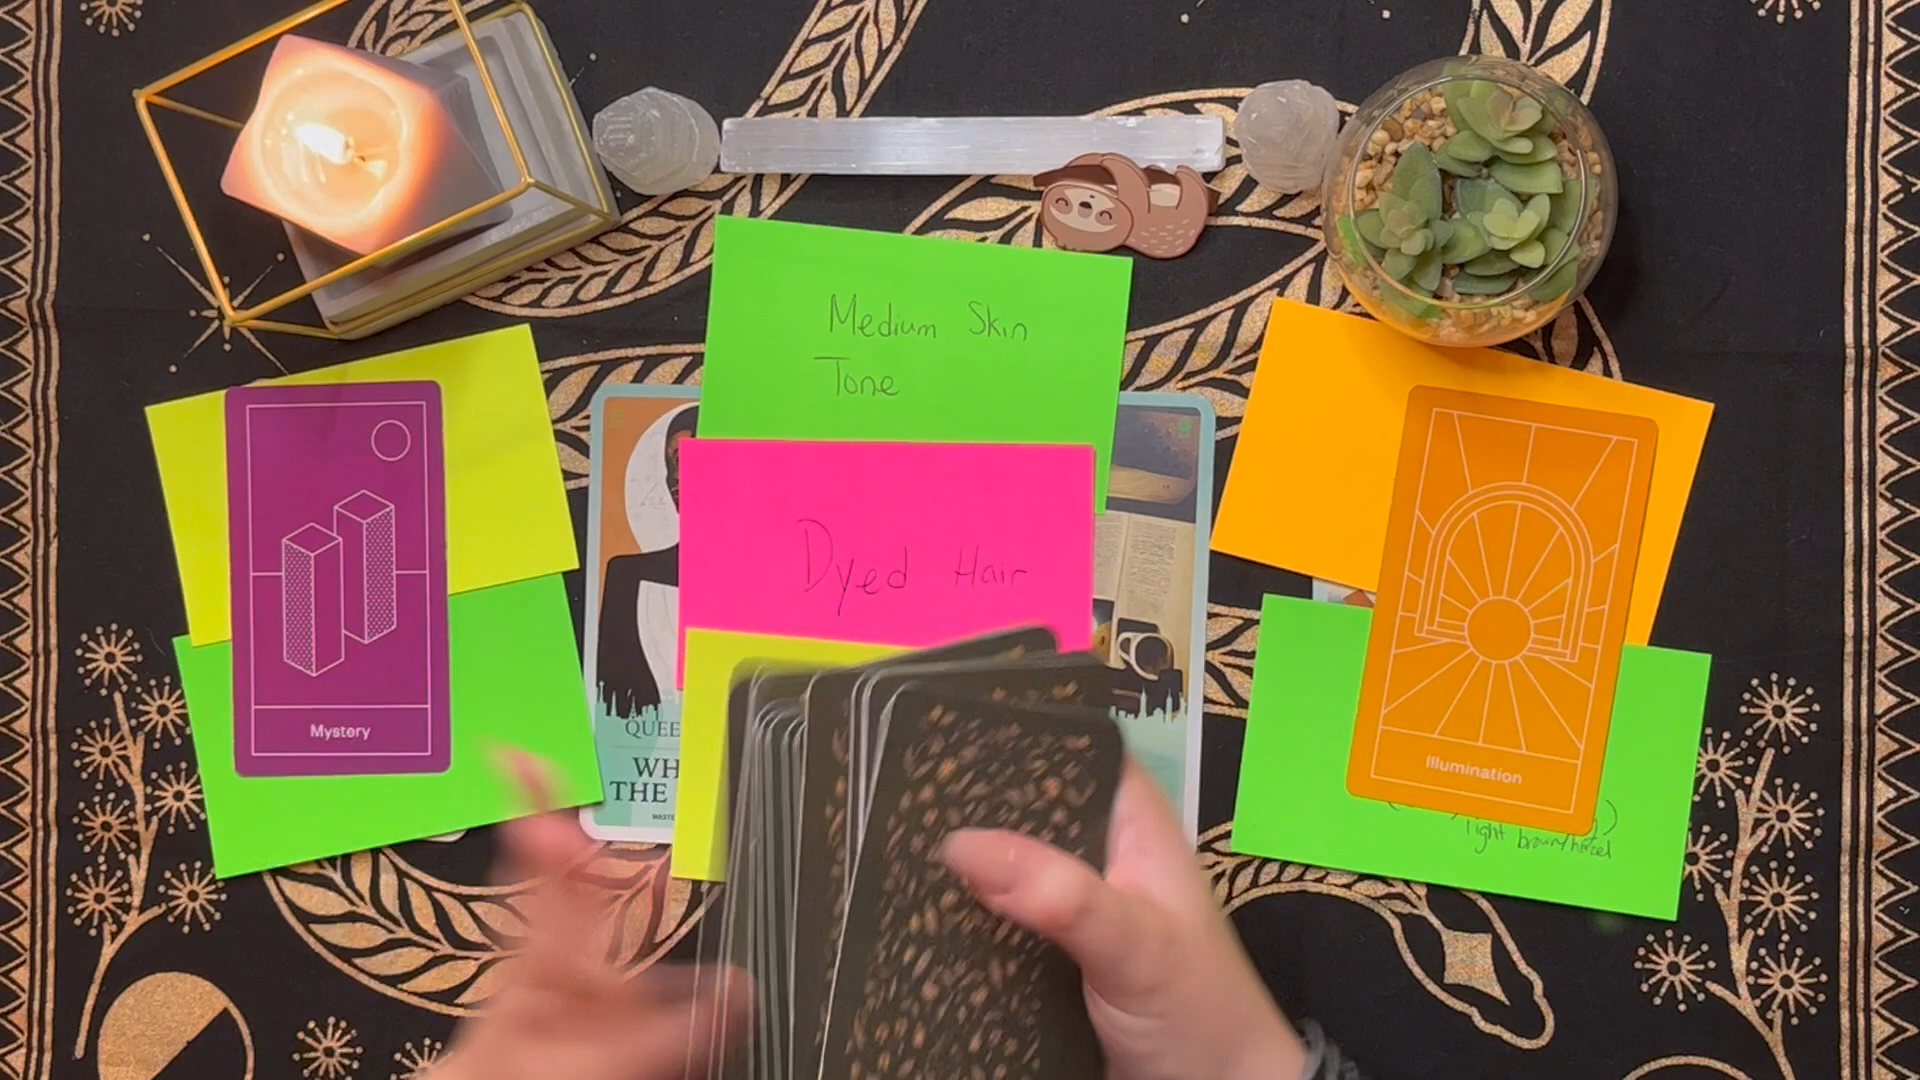 Medium Skin
Tone
Dyed Hair
Mystery
QUEE
WH
THE
Illumination
light brown/hazel